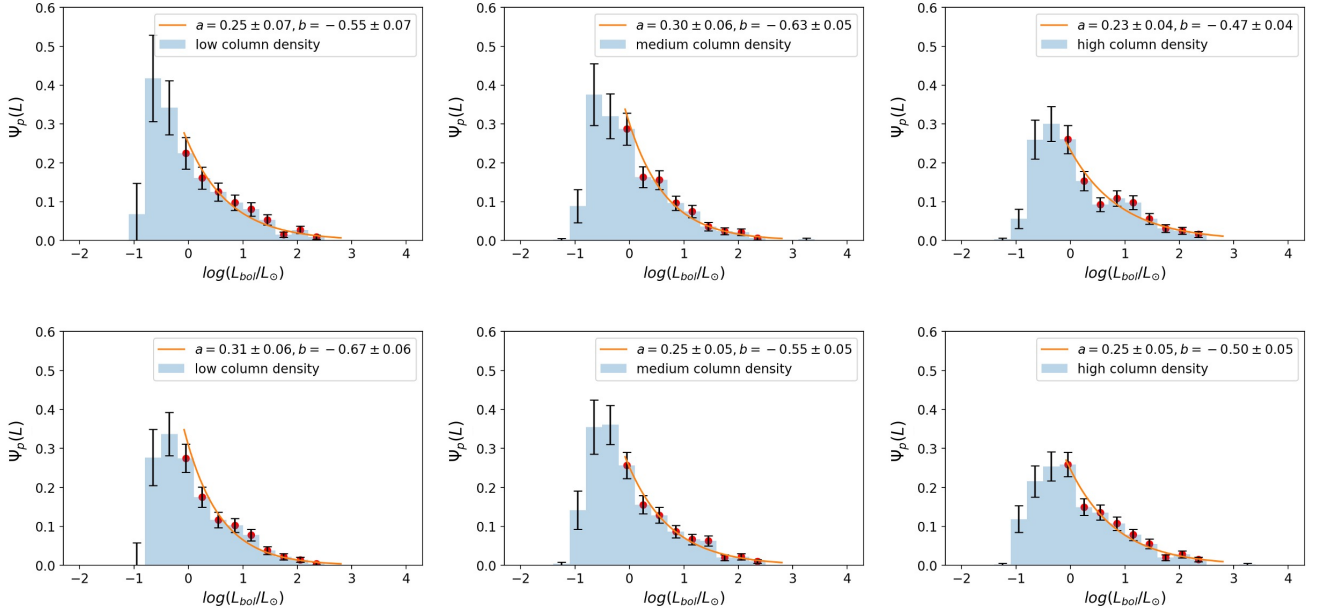 a = 0.25 ± 0.07, b = −0.55 ± 0.07
low column density
Ψp(L)
0.6
0.5
0.4
0.3
0.2
0.1
0.0
−2 −1 0 1 2 3 4
log(Lbol/L⊙)
a = 0.30 ± 0.06, b = −0.63 ± 0.05
medium column density
Ψp(L)
0.6
0.5
0.4
0.3
0.2
0.1
0.0
−2 −1 0 1 2 3 4
log(Lbol/L⊙)
a = 0.23 ± 0.04, b = −0.47 ± 0.04
high column density
Ψp(L)
0.6
0.5
0.4
0.3
0.2
0.1
0.0
−2 −1 0 1 2 3 4
log(Lbol/L⊙)
a = 0.31 ± 0.06, b = −0.67 ± 0.06
low column density
Ψp(L)
0.6
0.5
0.4
0.3
0.2
0.1
0.0
−2 −1 0 1 2 3 4
log(Lbol/L⊙)
a = 0.25 ± 0.05, b = −0.55 ± 0.05
medium column density
Ψp(L)
0.6
0.5
0.4
0.3
0.2
0.1
0.0
−2 −1 0 1 2 3 4
log(Lbol/L⊙)
a = 0.25 ± 0.05, b = −0.50 ± 0.05
high column density
Ψp(L)
0.6
0.5
0.4
0.3
0.2
0.1
0.0
−2 −1 0 1 2 3 4
log(Lbol/L⊙)